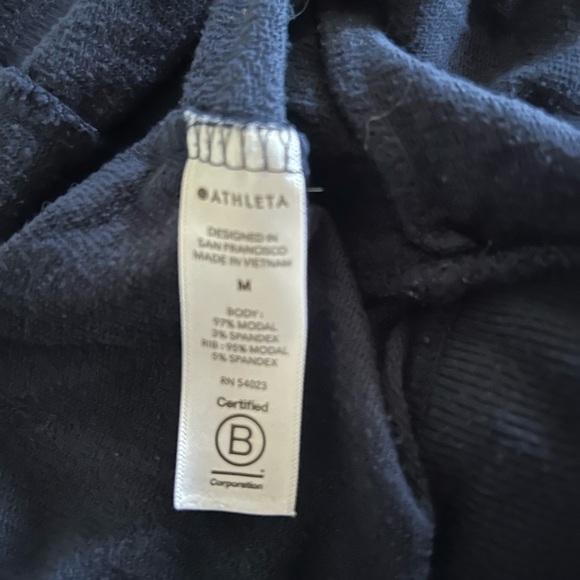 ATHLETA
DESIGNED IN
SAN FRANCISCO
MADE IN VIETNAM
M
BODY:
97% MODAL
3% SPANDEX
RIB: 95% MODAL
5% SPANDEX
RN 54023
Certified
B
Corporation